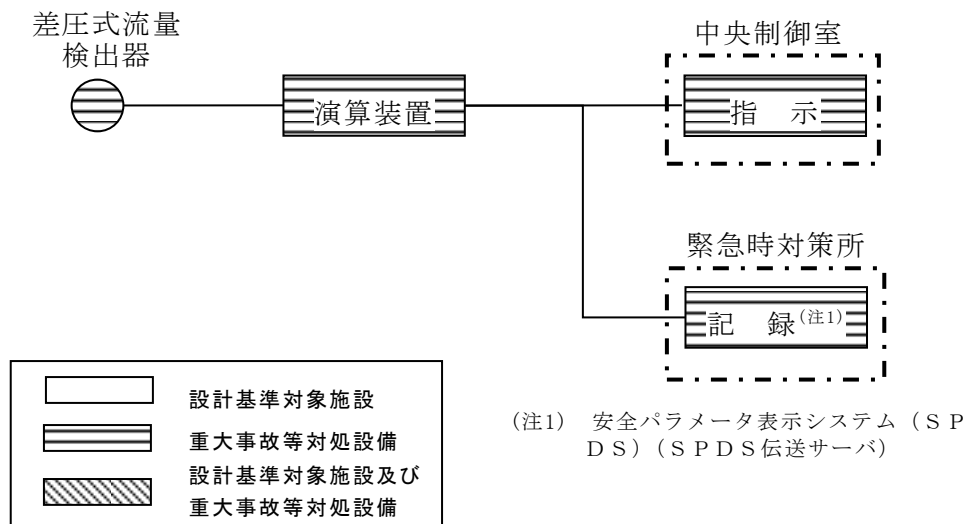 差圧式流量
検出器
演算装置
中央制御室
指　示
緊急時対策所
記　録(注1)
設計基準対象施設
重大事故等対処設備
設計基準対象施設及び
重大事故等対処設備
(注1)　安全パラメータ表示システム（ＳＰ
ＤＳ）（ＳＰＤＳ伝送サーバ）